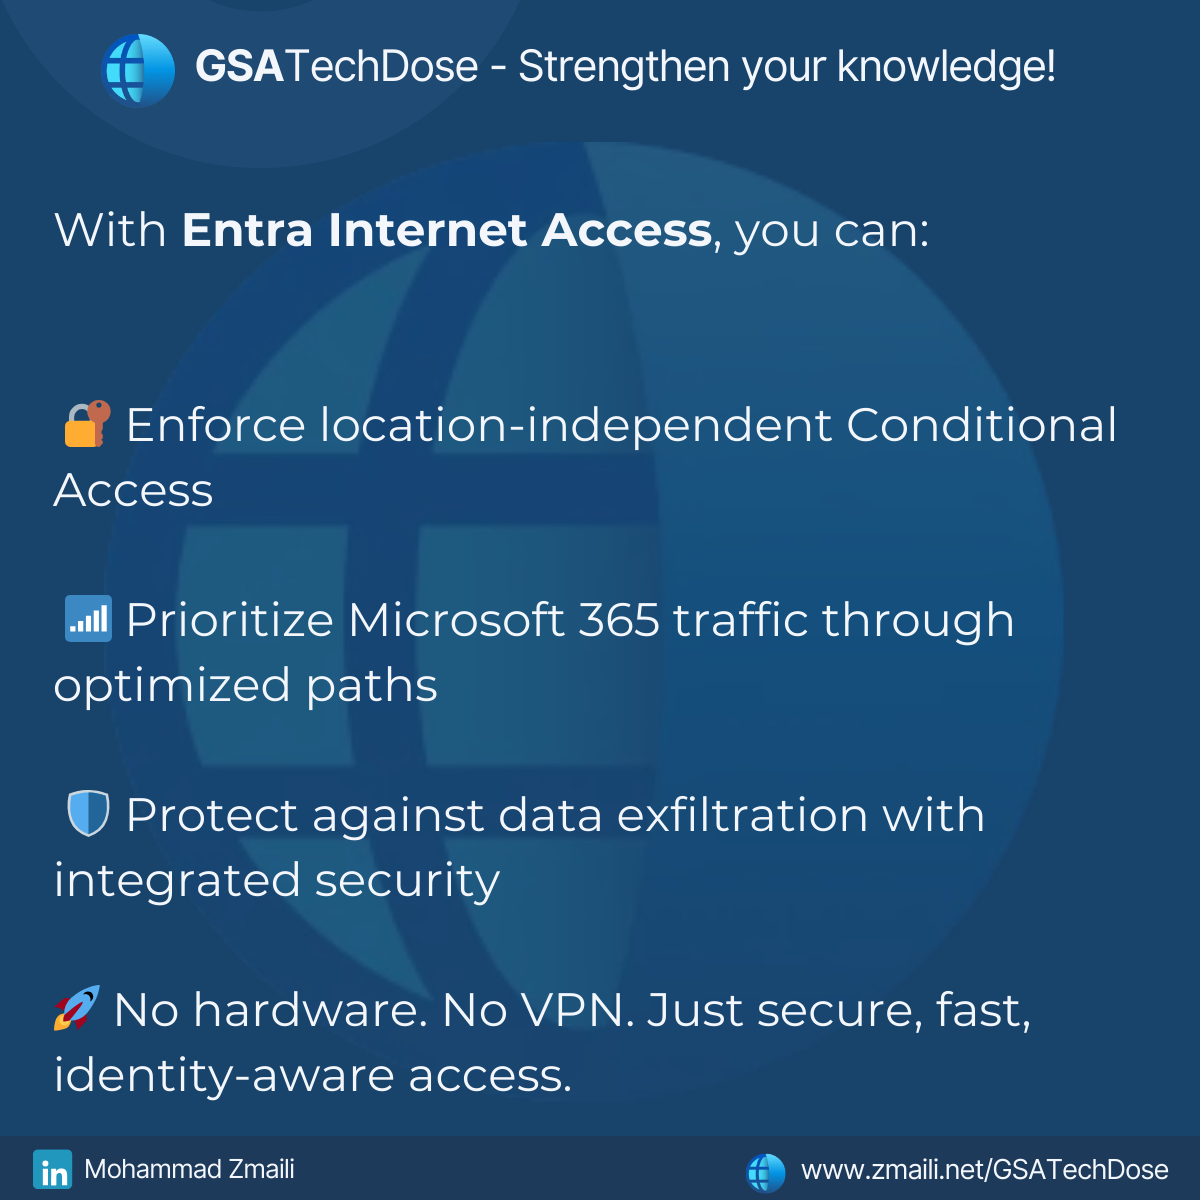 GSATechDose - Strengthen your knowledge!
With Entra Internet Access, you can:
🔐 Enforce location-independent Conditional
Access
📶 Prioritize Microsoft 365 traffic through
optimized paths
🛡️ Protect against data exfiltration with
integrated security
🚀 No hardware. No VPN. Just secure, fast,
identity-aware access.
in Mohammad Zmaili
www.zmaili.net/GSATechDose